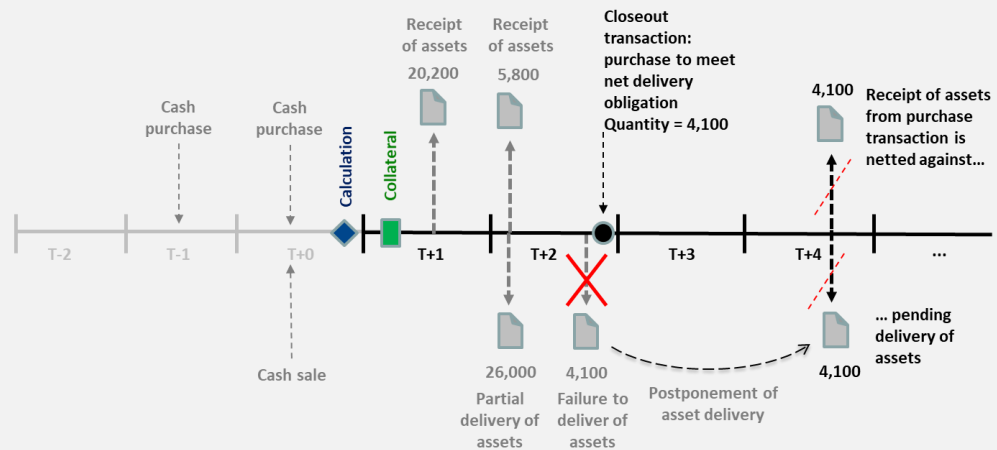 Receipt
of assets
20,200
Receipt
of assets
5,800
Closeout
transaction:
purchase to meet
net delivery
obligation
Quantity = 4,100
4,100
Receipt of assets
from purchase
transaction is
netted against...
Cash
purchase
Cash
purchase
Calculation
Collateral
T-2
T-1
T+0
T+1
T+2
T+3
T+4
...
Cash sale
26,000
Partial
delivery of
assets
4,100
Failure to
deliver of
assets
Postponement of
asset delivery
4,100
... pending
delivery of
assets